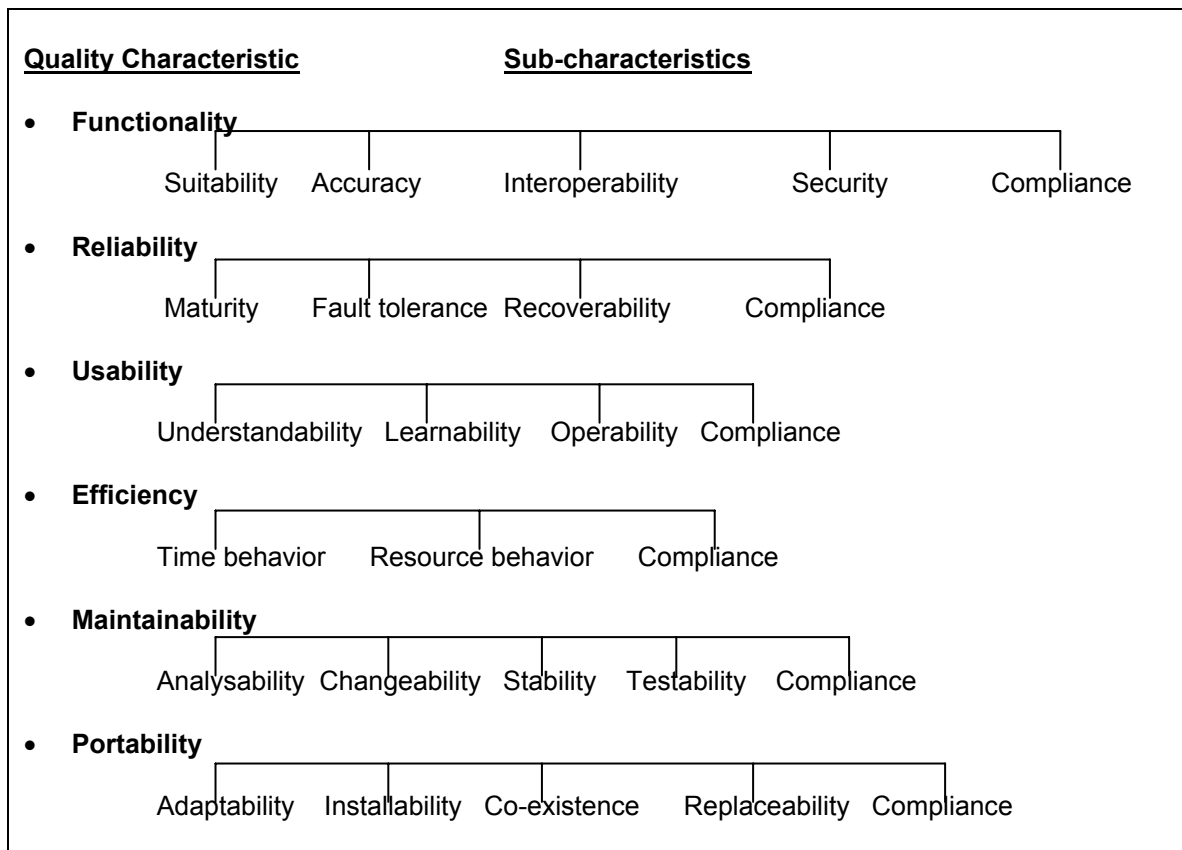 Quality Characteristic Sub-characteristics
• Functionality
Suitability Accuracy Interoperability Security Compliance
• Reliability
Maturity Fault tolerance Recoverability Compliance
• Usability
Understandability Learnability Operability Compliance
• Efficiency
Time behavior Resource behavior Compliance
• Maintainability
Analysability Changeability Stability Testability Compliance
• Portability
Adaptability Installability Co-existence Replaceability Compliance